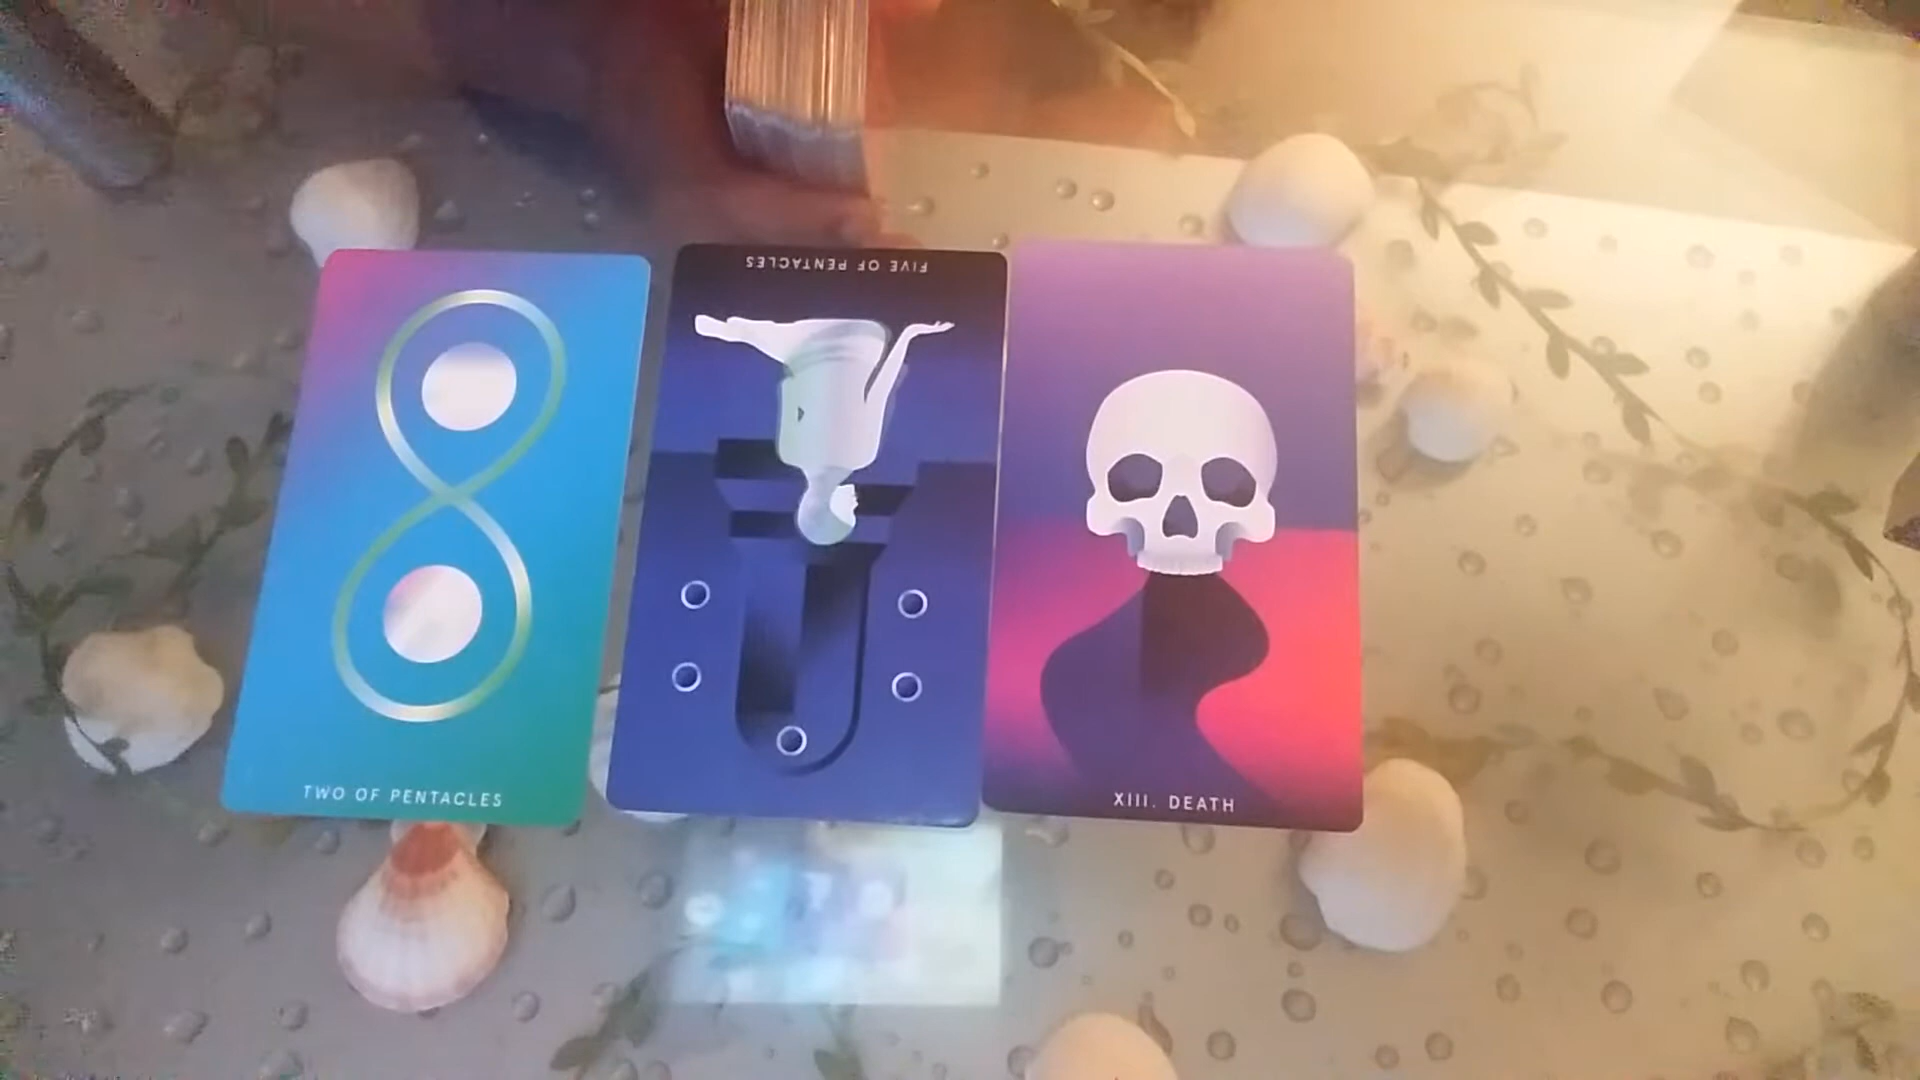 TWO OF PENTACLES
FIVE OF PENTACLES
XIII. DEATH